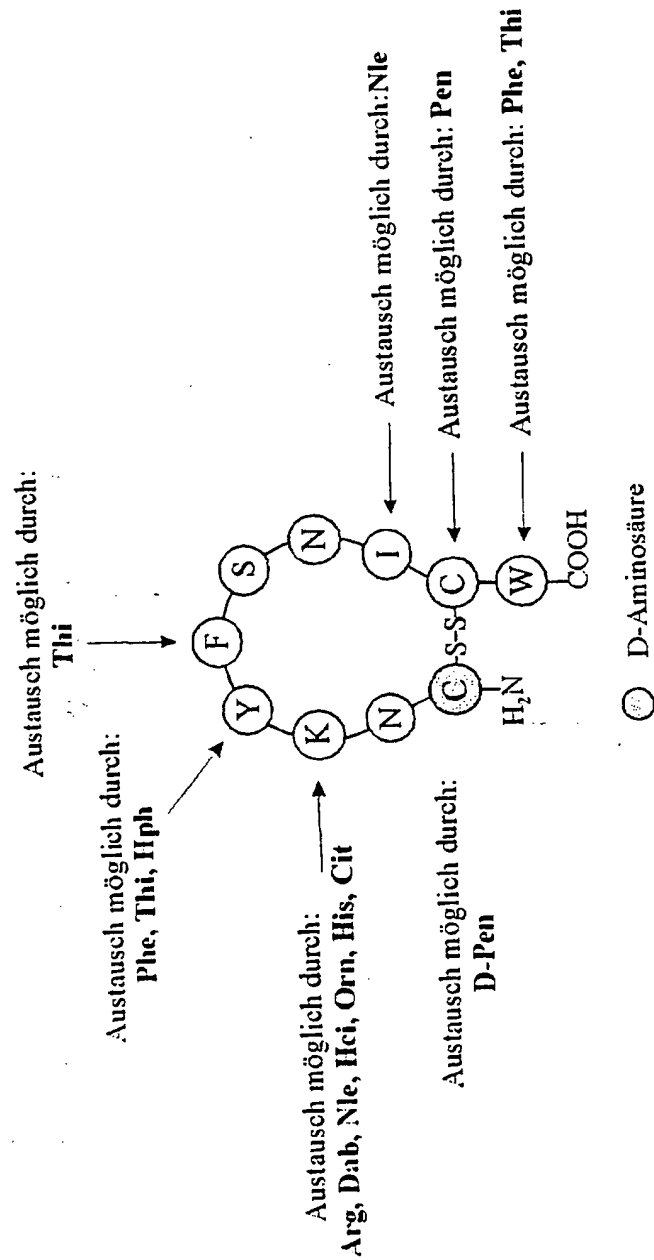 Austausch möglich durch:
Thi
Austausch möglich durch:
Phe, Thi, Hph
Austausch möglich durch:
Arg, Dab, Nle, Hci, Orn, His, Cit
Austausch möglich durch:
D-Pen
Y
F
S
N
I
K
N
C
-S-S-
C
W
H₂N
COOH
Austausch möglich durch:Nle
Austausch möglich durch: Pen
Austausch möglich durch: Phe, Thi
D-Aminosäure